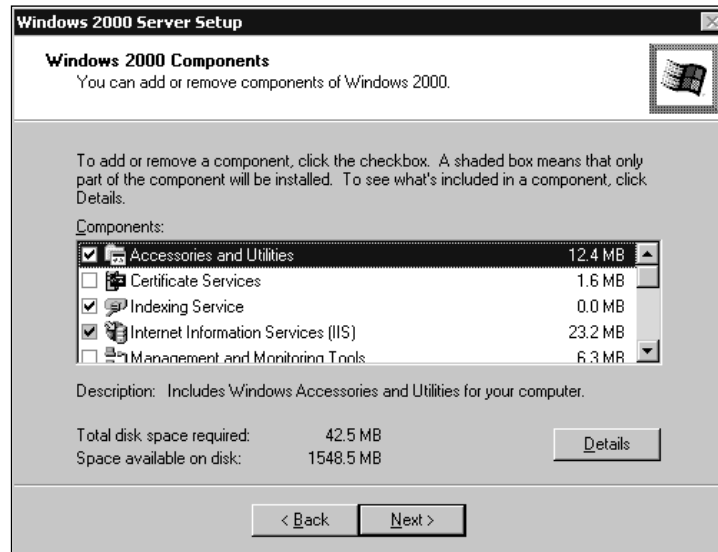 Windows 2000 Server Setup
Windows 2000 Components
You can add or remove components of Windows 2000.
To add or remove a component, click the checkbox. A shaded box means that only
part of the component will be installed. To see what's included in a component, click
Details.
Components:
Accessories and Utilities 12.4 MB
Certificate Services 1.6 MB
Indexing Service 0.0 MB
Internet Information Services (IIS) 23.2 MB
Management and Monitoring Tools 6.3 MB
Description: Includes Windows Accessories and Utilities for your computer.
Total disk space required: 42.5 MB
Space available on disk: 1548.5 MB
Details
< Back
Next >